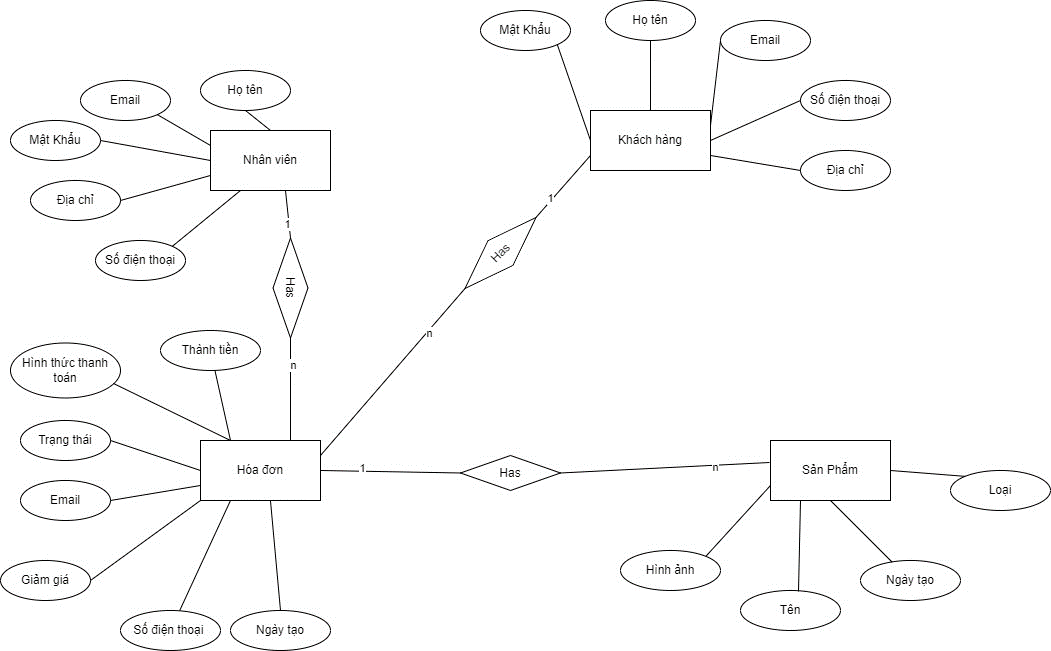 Họ tên
Mật Khẩu
Email
Họ tên
Email
Số điện thoại
Mật Khẩu
Khách hàng
Nhân viên
Địa chỉ
Địa chỉ
1
1
Số điện thoại
Has
Has
n
Thành tiền
Hình thức thanh
toán
n
Trạng thái
Hóa đơn
1
Has
n
Sản Phẩm
Loại
Email
Giảm giá
Hình ảnh
Ngày tạo
Tên
Số điện thoại
Ngày tạo